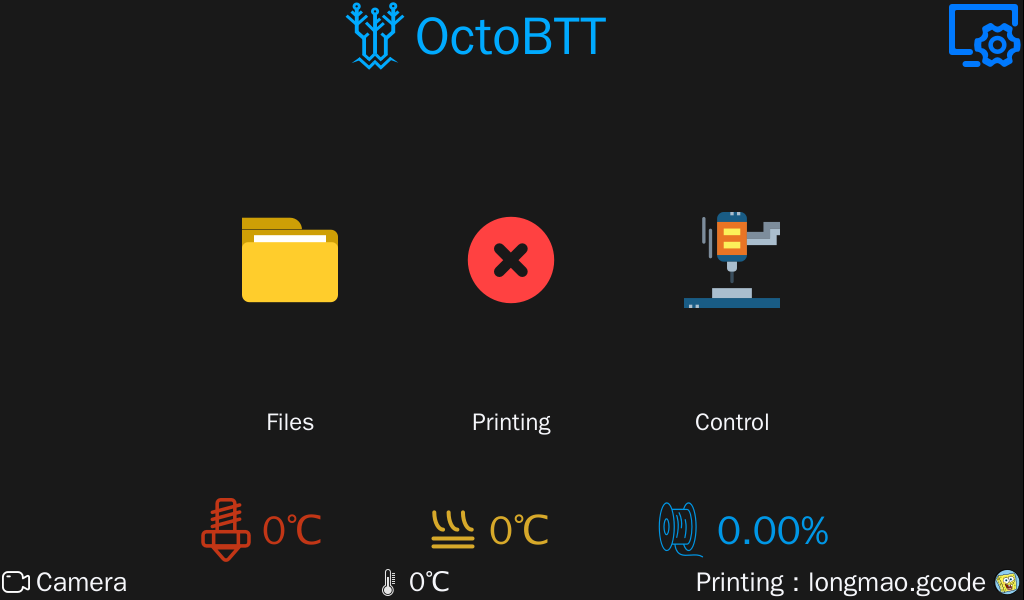 OctoBTT
Files
Printing
Control
0℃
0℃
0.00%
Camera
0℃
Printing : longmao.gcode